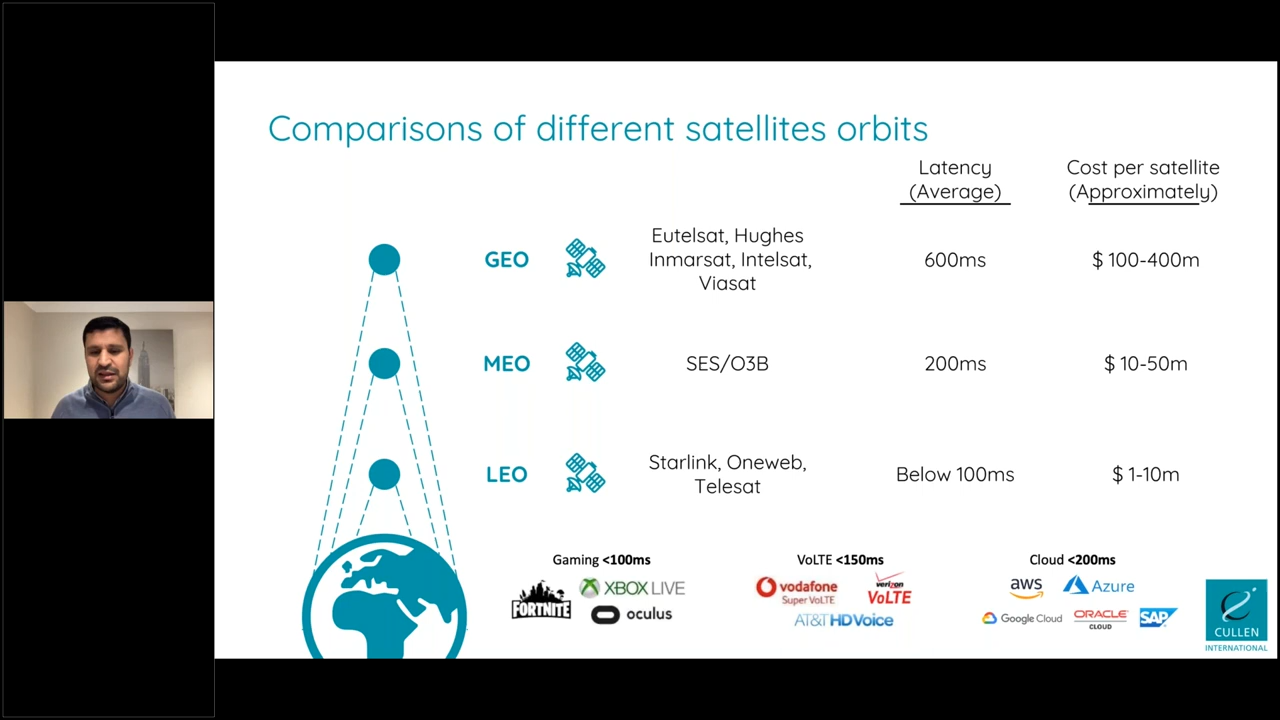 Comparisons of different satellites orbits
Latency
(Average)
Cost per satellite
(Approximately)
GEO
Eutelsat, Hughes
Inmarsat, Intelsat,
Viasat
600ms
$ 100-400m
MEO
SES/O3B
200ms
$ 10-50m
LEO
Starlink, Oneweb,
Telesat
Below 100ms
$ 1-10m
Gaming <100ms
FORTNITE
XBOX LIVE
oculus
VoLTE <150ms
vodafone
Super VoLTE
verizon
VoLTE
AT&T HD Voice
Cloud <200ms
aws
Azure
Google Cloud
ORACLE
CLOUD
SAP
CULLEN
INTERNATIONAL